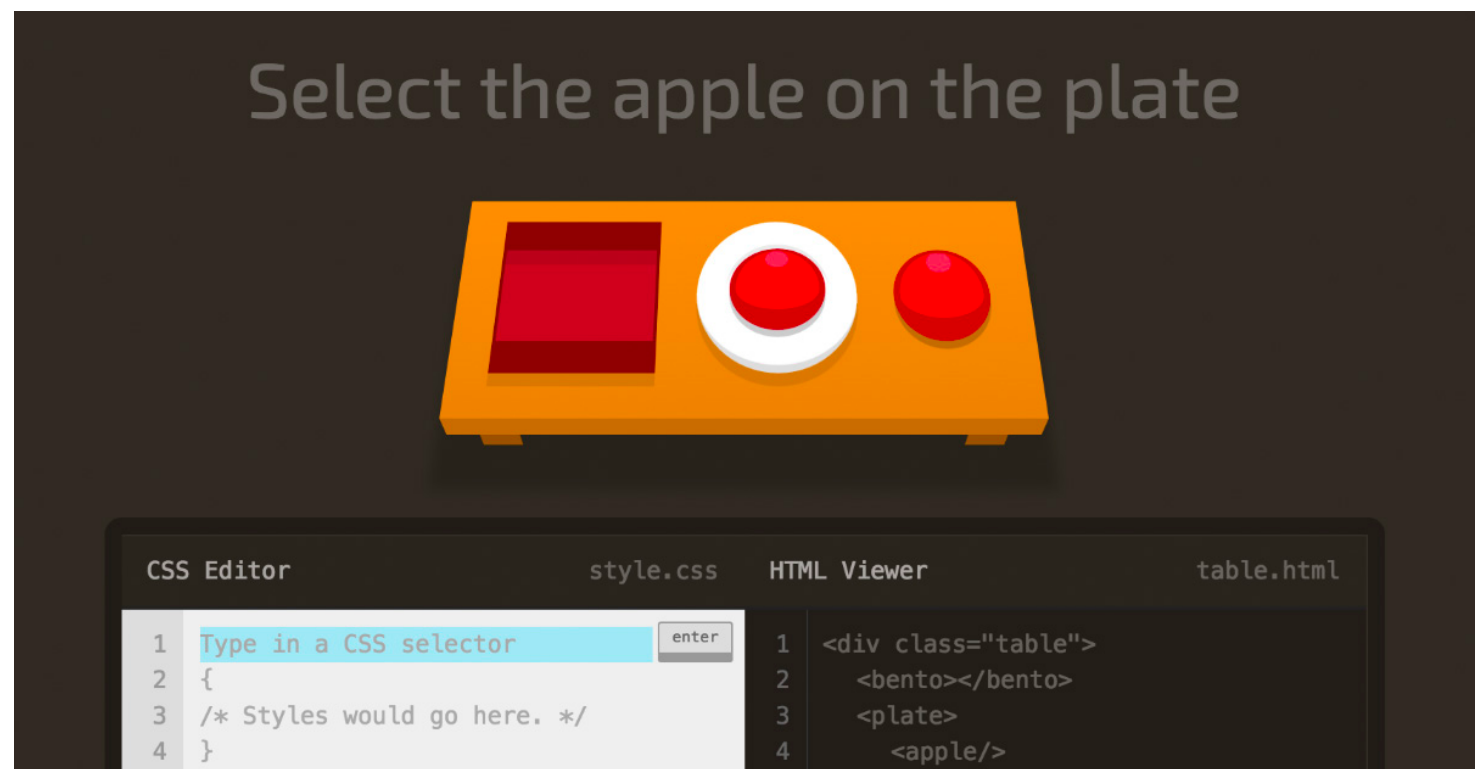 Select the apple on the plate
CSS Editor style.css
1 Type in a CSS selector enter
2 {
3 /* Styles would go here. */
4 }
HTML Viewer table.html
1 <div class="table">
2 <bento></bento>
3 <plate>
4 <apple/>